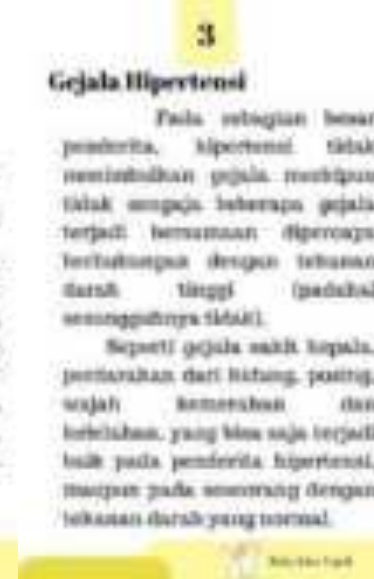 3
Gejala Hipertensi
Pada sebagian besar
penderita, hipertensi tidak
menimbulkan gejala meskipun
tidak sengaja beberapa gejala
terjadi bersamaan dipercaya
berhubungan dengan tekanan
darah tinggi (padahal
sesungguhnya tidak).
Seperti gejala sakit kepala,
perdarahan dari hidung, pusing,
wajah kemerahan dan
kelelahan, yang bisa saja terjadi
baik pada penderita hipertensi,
maupun pada seseorang dengan
tekanan darah yang normal.